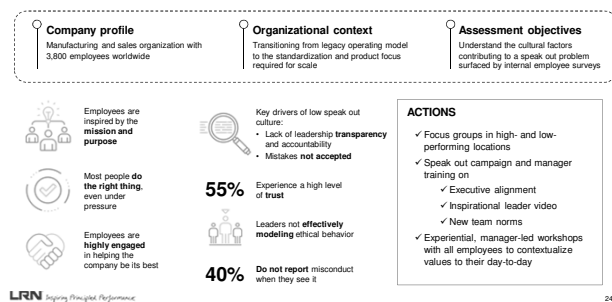 Company profile
Manufacturing and sales organization with
3,800 employees worldwide
Organizational context
Transitioning from legacy operating model
to the standardization and product focus
required for scale
Assessment objectives
Understand the cultural factors
contributing to a speak out problem
surfaced by internal employee surveys
Employees are
inspired by the
mission and
purpose
Most people do
the right thing,
even under
pressure
Employees are
highly engaged
in helping the
company be its best
Key drivers of low speak out
culture:
• Lack of leadership transparency
and accountability
• Mistakes not accepted
55%
Experience a high level
of trust
Leaders not effectively
modeling ethical behavior
40%
Do not report misconduct
when they see it
ACTIONS
✓ Focus groups in high- and low-
performing locations
✓ Speak out campaign and manager
training on
✓ Executive alignment
✓ Inspirational leader video
✓ New team norms
✓ Experiential, manager-led workshops
with all employees to contextualize
values to their day-to-day
LRN Inspiring Principled Performance
24